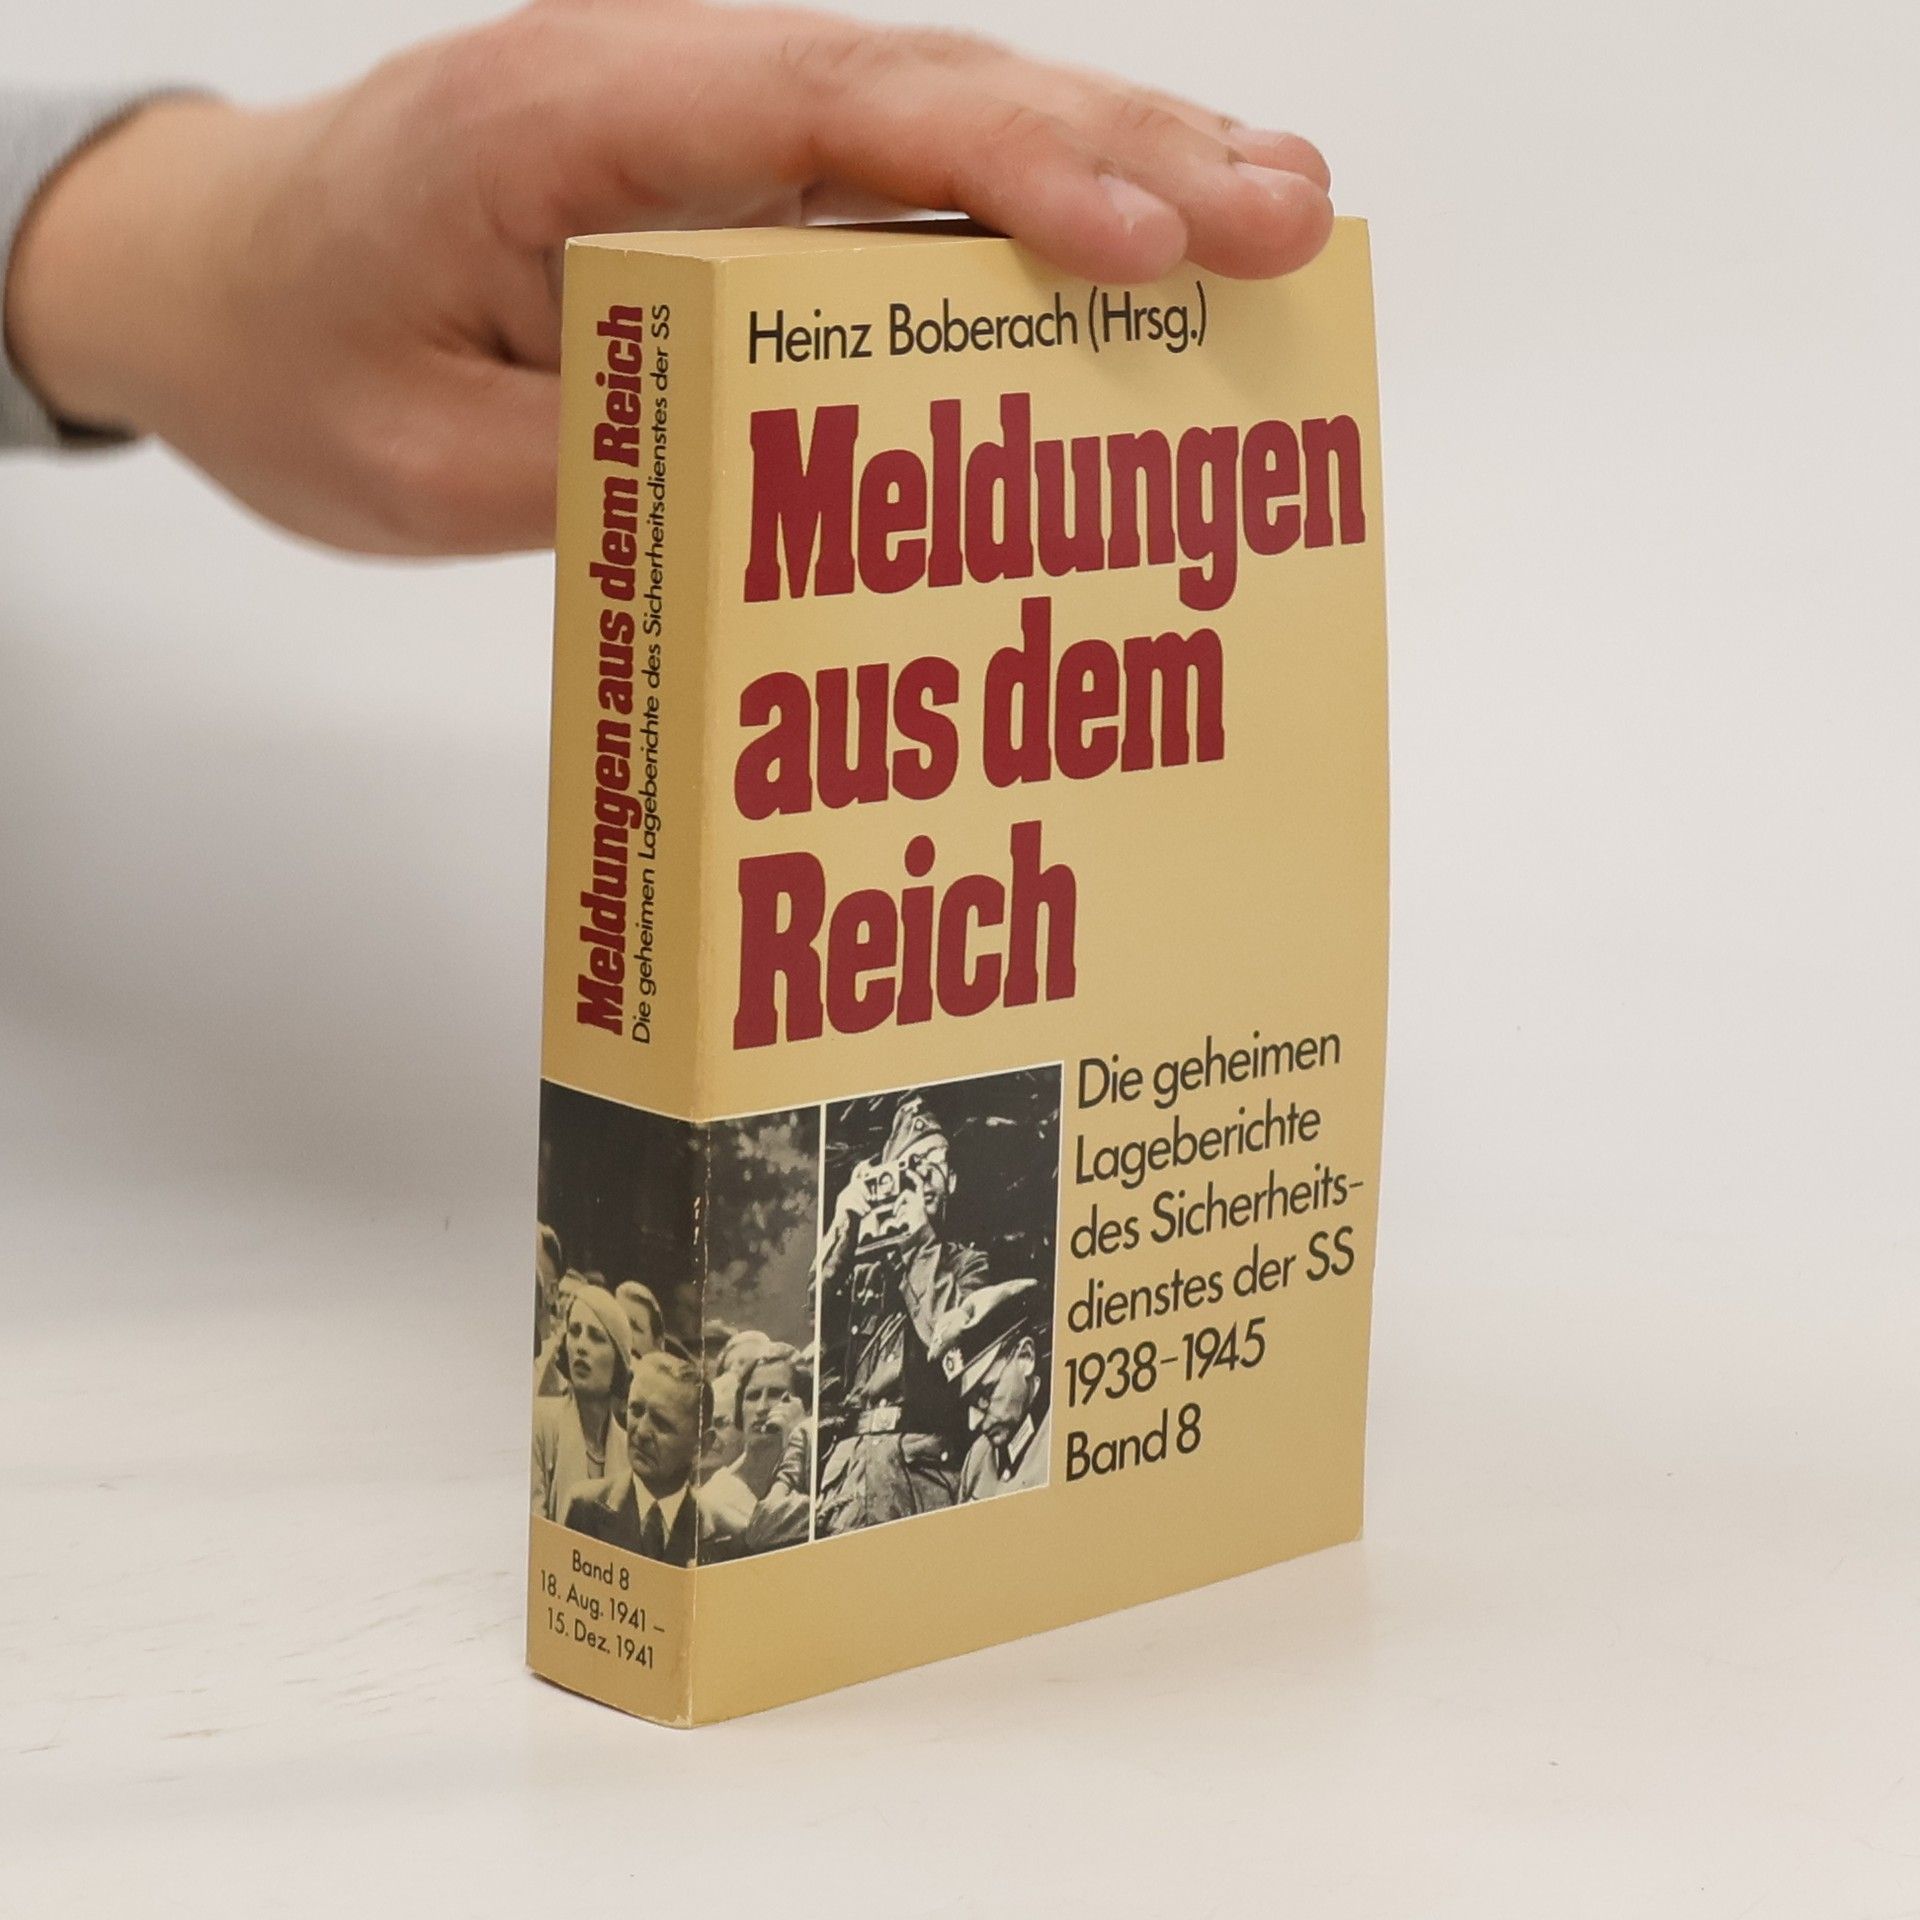 Heinz Boberach (Hrsg.)
Meldungen
aus dem
Reich
Die geheimen
Lageberichte
des Sicherheits-
dienstes der SS
1938-1945
Band 8
Meldungen aus dem Reich
Die geheimen Lageberichte des Sicherheitsdienstes der SS
Band 8
18. Aug. 1941 –
15. Dez. 1941